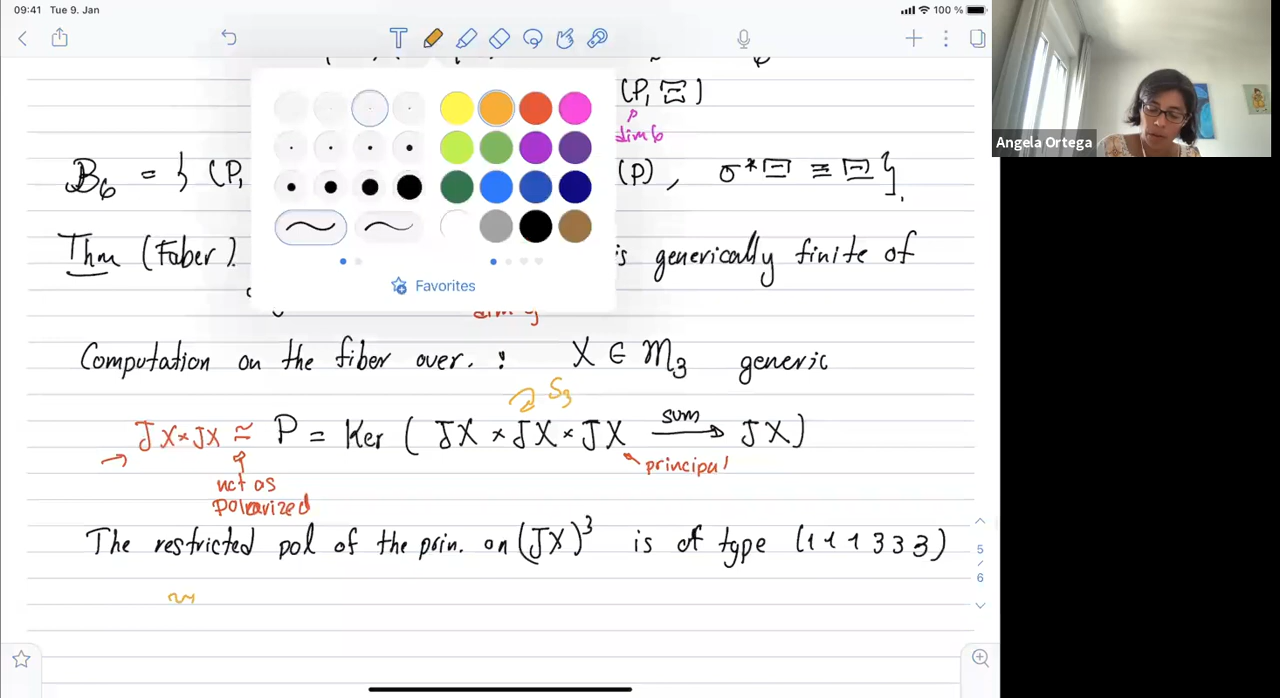 09:41 Tue 9. Jan 100 %
(P, Ξ)
dim 6
B6 = { (P, (P), σ*Ξ ≡ Ξ }.
Thm (Faber). is generically finite of
Computation on the fiber over. : X ∈ M3 generic
S3
JX×JX ≅ P = Ker ( JX × JX × JX sum→ JX )
principal
not as
Polarized
The restricted pol of the prin. on (JX)³ is of type (1 1 1 3 3 3)
5
/
6
Favorites
Angela Ortega